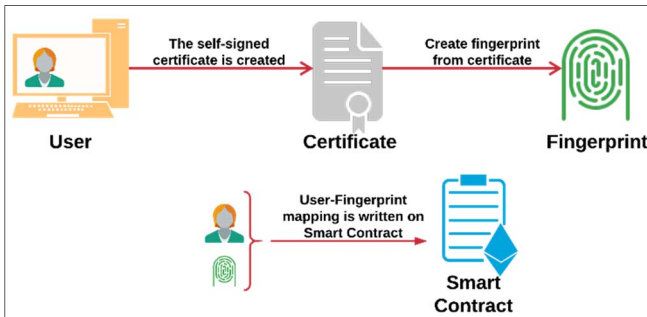 The self-signed
certificate is created
Create fingerprint
from certificate
User
Certificate
Fingerprint
User-Fingerprint
mapping is written on
Smart Contract
Smart
Contract